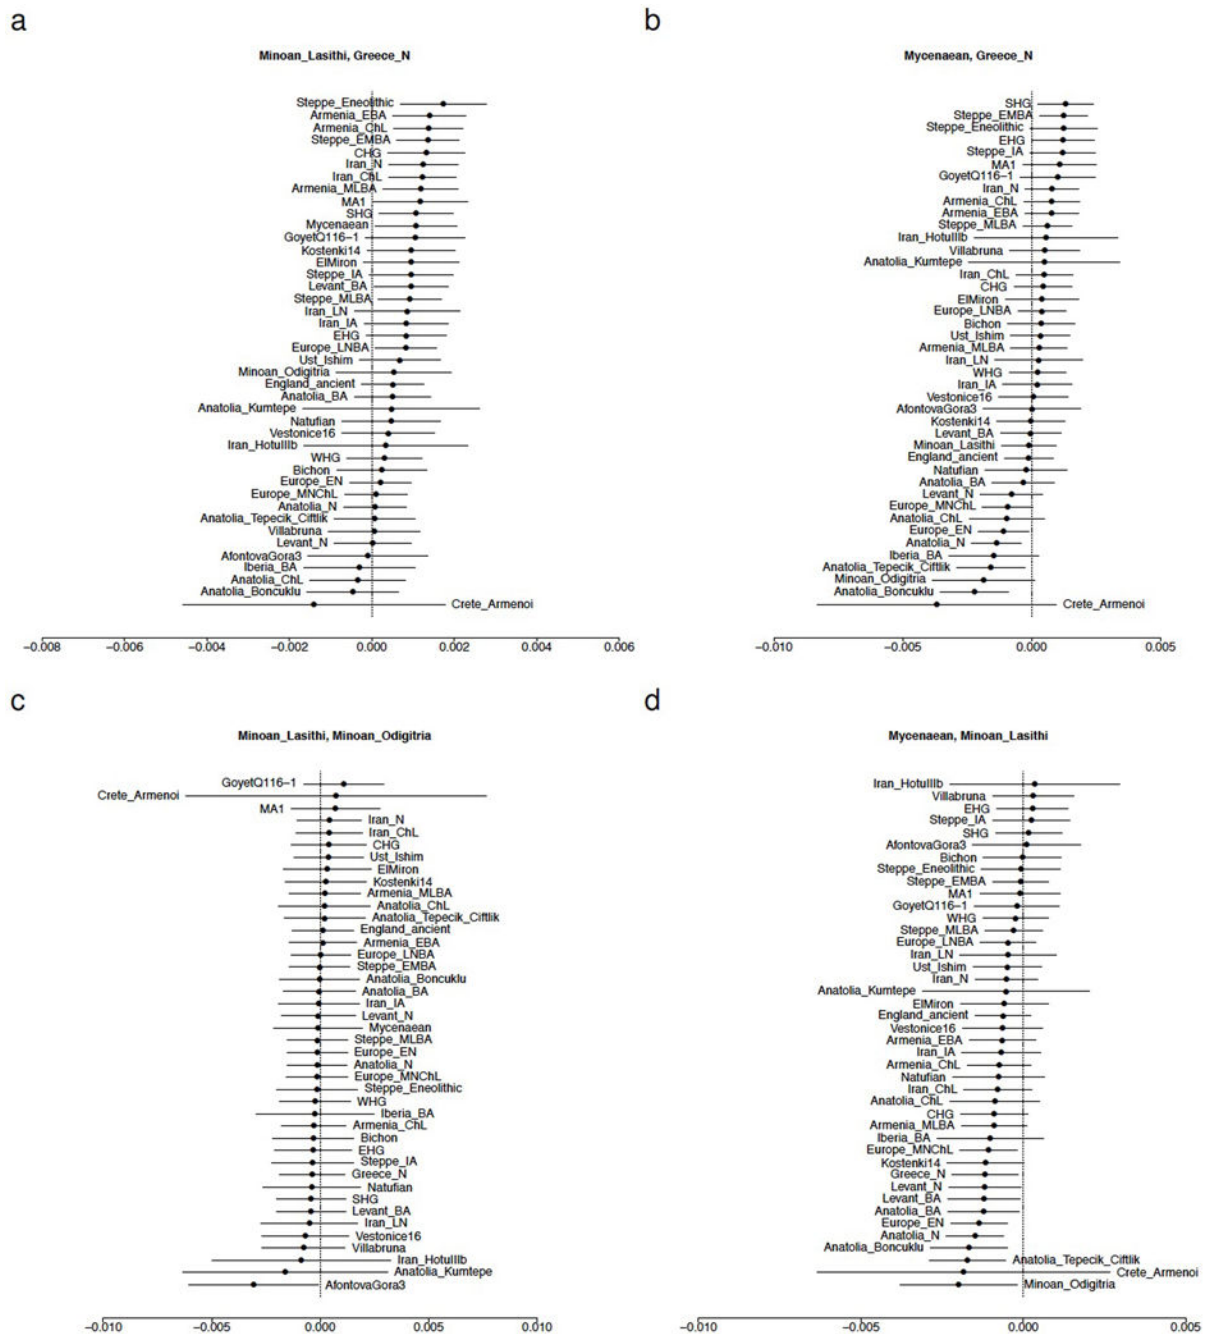 a
Minoan_Lasithi, Greece_N
Steppe_Eneolithic
Armenia_EBA
Armenia_ChL
Steppe_EMBA
CHG
Iran_N
Iran_ChL
Armenia_MLBA
MA1
SHG
Mycenaean
GoyetQ116–1
Kostenki14
ElMiron
Steppe_IA
Levant_BA
Steppe_MLBA
Iran_LN
Iran_IA
EHG
Europe_LNBA
Ust_Ishim
Minoan_Odigitria
England_ancient
Anatolia_BA
Anatolia_Kumtepe
Natufian
Vestonice16
Iran_HotuIIIb
WHG
Bichon
Europe_EN
Europe_MNChL
Anatolia_N
Anatolia_Tepecik_Ciftlik
Villabruna
Levant_N
AfontovaGora3
Iberia_BA
Anatolia_ChL
Anatolia_Boncuklu
Crete_Armenoi
−0.008 −0.006 −0.004 −0.002 0.000 0.002 0.004 0.006
b
Mycenaean, Greece_N
SHG
Steppe_EMBA
Steppe_Eneolithic
EHG
Steppe_IA
MA1
GoyetQ116–1
Iran_N
Armenia_ChL
Armenia_EBA
Steppe_MLBA
Iran_HotuIIIb
Villabruna
Anatolia_Kumtepe
Iran_ChL
CHG
ElMiron
Europe_LNBA
Bichon
Ust_Ishim
Armenia_MLBA
Iran_LN
WHG
Iran_IA
Vestonice16
AfontovaGora3
Kostenki14
Levant_BA
Minoan_Lasithi
England_ancient
Natufian
Anatolia_BA
Levant_N
Europe_MNChL
Anatolia_ChL
Europe_EN
Anatolia_N
Iberia_BA
Anatolia_Tepecik_Ciftlik
Minoan_Odigitria
Anatolia_Boncuklu
Crete_Armenoi
−0.010 −0.005 0.000 0.005
c
Minoan_Lasithi, Minoan_Odigitria
GoyetQ116–1
Crete_Armenoi
MA1
Iran_N
Iran_ChL
CHG
Ust_Ishim
ElMiron
Kostenki14
Armenia_MLBA
Anatolia_ChL
Anatolia_Tepecik_Ciftlik
England_ancient
Armenia_EBA
Europe_LNBA
Steppe_EMBA
Anatolia_Boncuklu
Anatolia_BA
Iran_IA
Levant_N
Mycenaean
Steppe_MLBA
Europe_EN
Anatolia_N
Europe_MNChL
Steppe_Eneolithic
WHG
Iberia_BA
Armenia_ChL
Bichon
EHG
Steppe_IA
Greece_N
Natufian
SHG
Levant_BA
Iran_LN
Vestonice16
Villabruna
Iran_HotuIIIb
Anatolia_Kumtepe
AfontovaGora3
−0.010 −0.005 0.000 0.005 0.010
d
Mycenaean, Minoan_Lasithi
Iran_HotuIIIb
Villabruna
EHG
Steppe_IA
SHG
AfontovaGora3
Bichon
Steppe_Eneolithic
Steppe_EMBA
MA1
GoyetQ116–1
WHG
Steppe_MLBA
Europe_LNBA
Iran_LN
Ust_Ishim
Iran_N
Anatolia_Kumtepe
ElMiron
England_ancient
Vestonice16
Armenia_EBA
Iran_IA
Armenia_ChL
Natufian
Iran_ChL
Anatolia_ChL
CHG
Armenia_MLBA
Iberia_BA
Europe_MNChL
Kostenki14
Greece_N
Levant_N
Levant_BA
Anatolia_BA
Europe_EN
Anatolia_N
Anatolia_Boncuklu
Anatolia_Tepecik_Ciftlik
Crete_Armenoi
Minoan_Odigitria
−0.010 −0.005 0.000 0.005